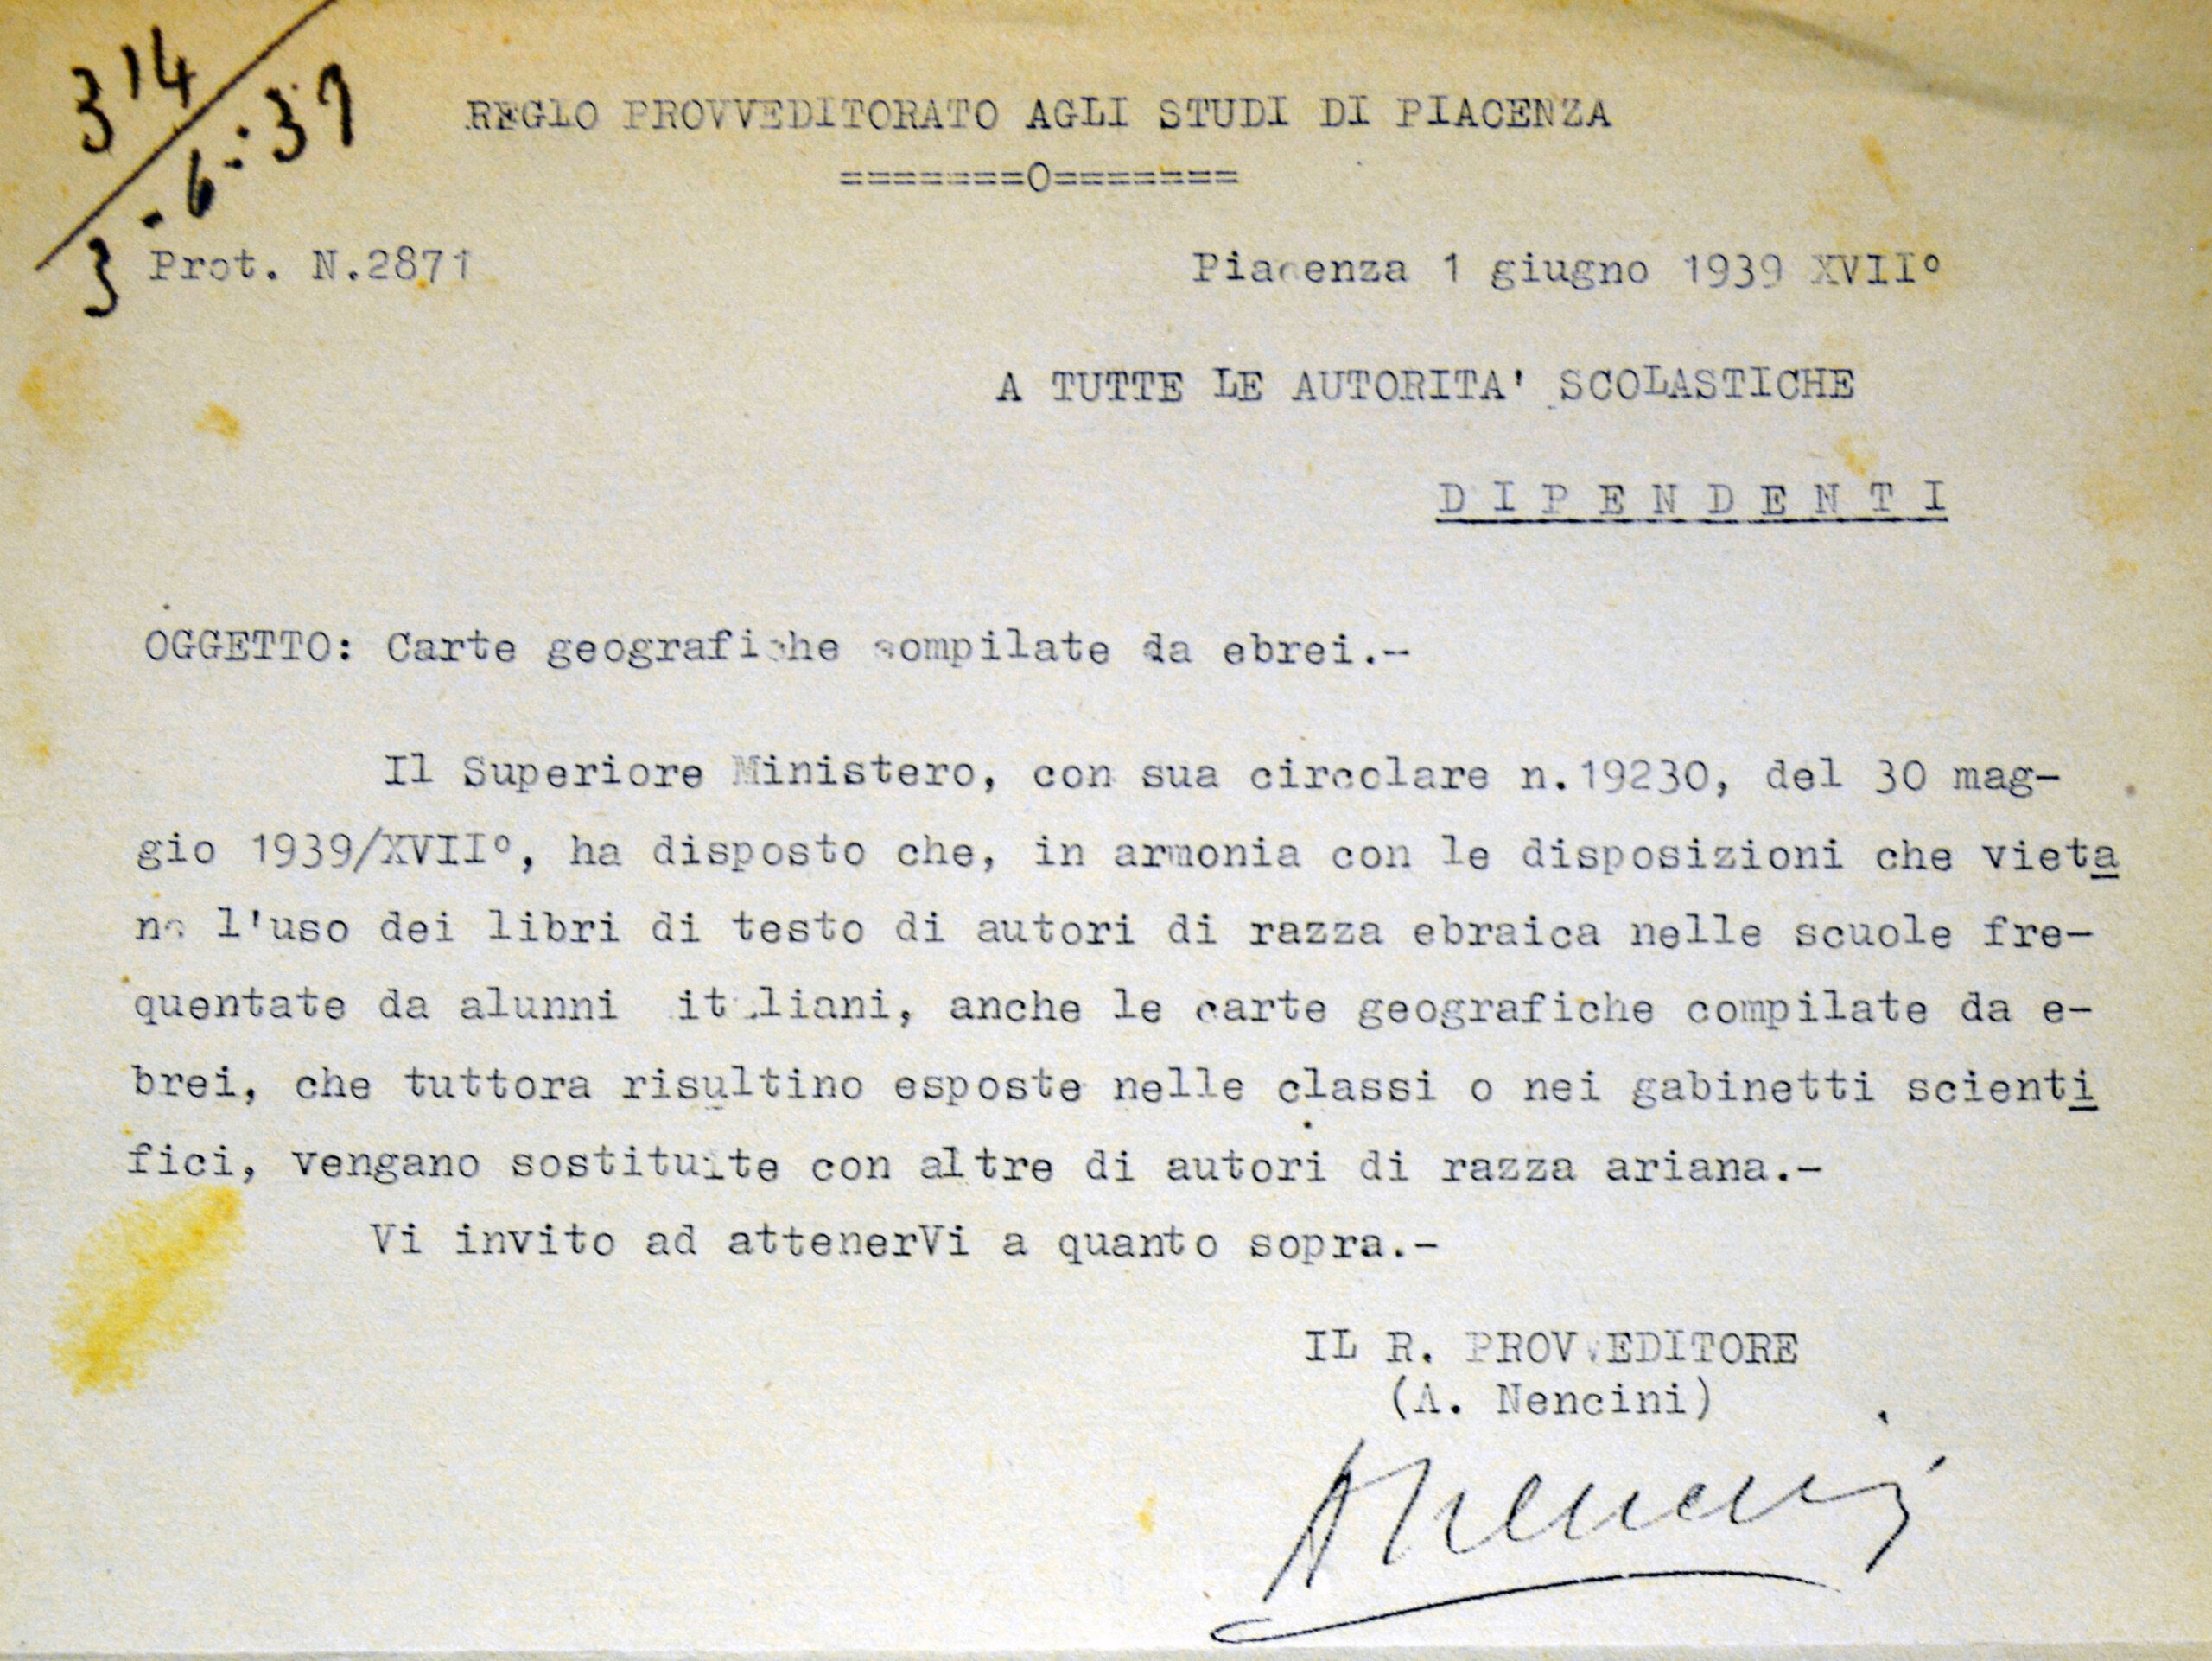 314
3-6-39
REGIO PROVVEDITORATO AGLI STUDI DI PIACENZA
=======O=======
Prot. N.2871
Piacenza 1 giugno 1939 XVII°
A TUTTE LE AUTORITA' SCOLASTICHE
D I P E N D E N T I
OGGETTO: Carte geografiche compilate da ebrei.-
Il Superiore Ministero, con sua circolare n.19230, del 30 mag-
gio 1939/XVII°, ha disposto che, in armonia con le disposizioni che vieta
no l'uso dei libri di testo di autori di razza ebraica nelle scuole fre-
quentate da alunni italiani, anche le carte geografiche compilate da e-
brei, che tuttora risultino esposte nelle classi o nei gabinetti scienti
fici, vengano sostituite con altre di autori di razza ariana.-
Vi invito ad attenerVi a quanto sopra.-
IL R. PROVVEDITORE
(A. Nencini)
A Nencini